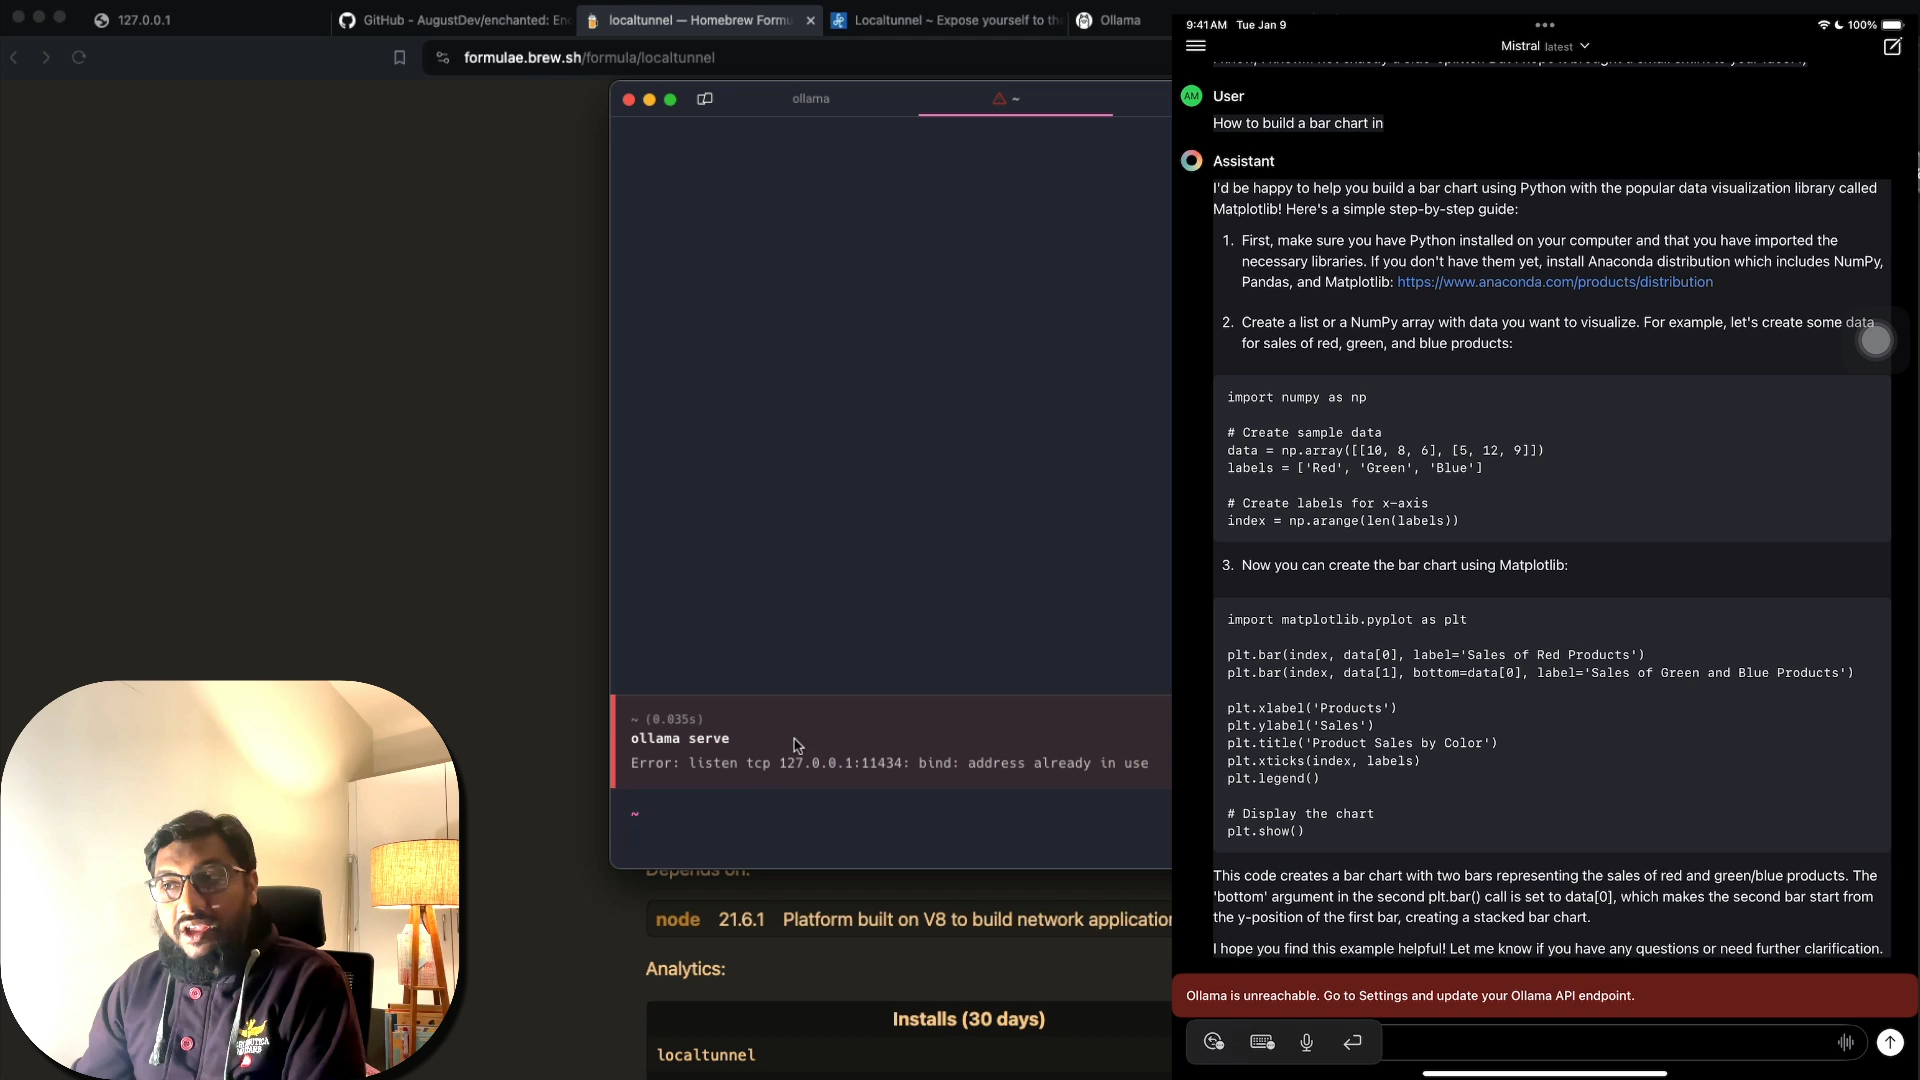 127.0.0.1
GitHub - AugustDev/enchanted: En
localtunnel — Homebrew Formu
Localtunnel ~ Expose yourself to th
Ollama
formulae.brew.sh/formula/localtunnel
ollama
~
~ (0.035s)
ollama serve
Error: listen tcp 127.0.0.1:11434: bind: address already in use
~
Depends on:
node 21.6.1 Platform built on V8 to build network application
Analytics:
Installs (30 days)
localtunnel
9:41 AM Tue Jan 9
100%
Mistral latest
AM
User
How to build a bar chart in
Assistant
I'd be happy to help you build a bar chart using Python with the popular data visualization library called
Matplotlib! Here's a simple step-by-step guide:
1. First, make sure you have Python installed on your computer and that you have imported the
necessary libraries. If you don't have them yet, install Anaconda distribution which includes NumPy,
Pandas, and Matplotlib: https://www.anaconda.com/products/distribution
2. Create a list or a NumPy array with data you want to visualize. For example, let's create some data
for sales of red, green, and blue products:
import numpy as np
# Create sample data
data = np.array([[10, 8, 6], [5, 12, 9]])
labels = ['Red', 'Green', 'Blue']
# Create labels for x-axis
index = np.arange(len(labels))
3. Now you can create the bar chart using Matplotlib:
import matplotlib.pyplot as plt
plt.bar(index, data[0], label='Sales of Red Products')
plt.bar(index, data[1], bottom=data[0], label='Sales of Green and Blue Products')
plt.xlabel('Products')
plt.ylabel('Sales')
plt.title('Product Sales by Color')
plt.xticks(index, labels)
plt.legend()
# Display the chart
plt.show()
This code creates a bar chart with two bars representing the sales of red and green/blue products. The
'bottom' argument in the second plt.bar() call is set to data[0], which makes the second bar start from
the y-position of the first bar, creating a stacked bar chart.
I hope you find this example helpful! Let me know if you have any questions or need further clarification.
Ollama is unreachable. Go to Settings and update your Ollama API endpoint.